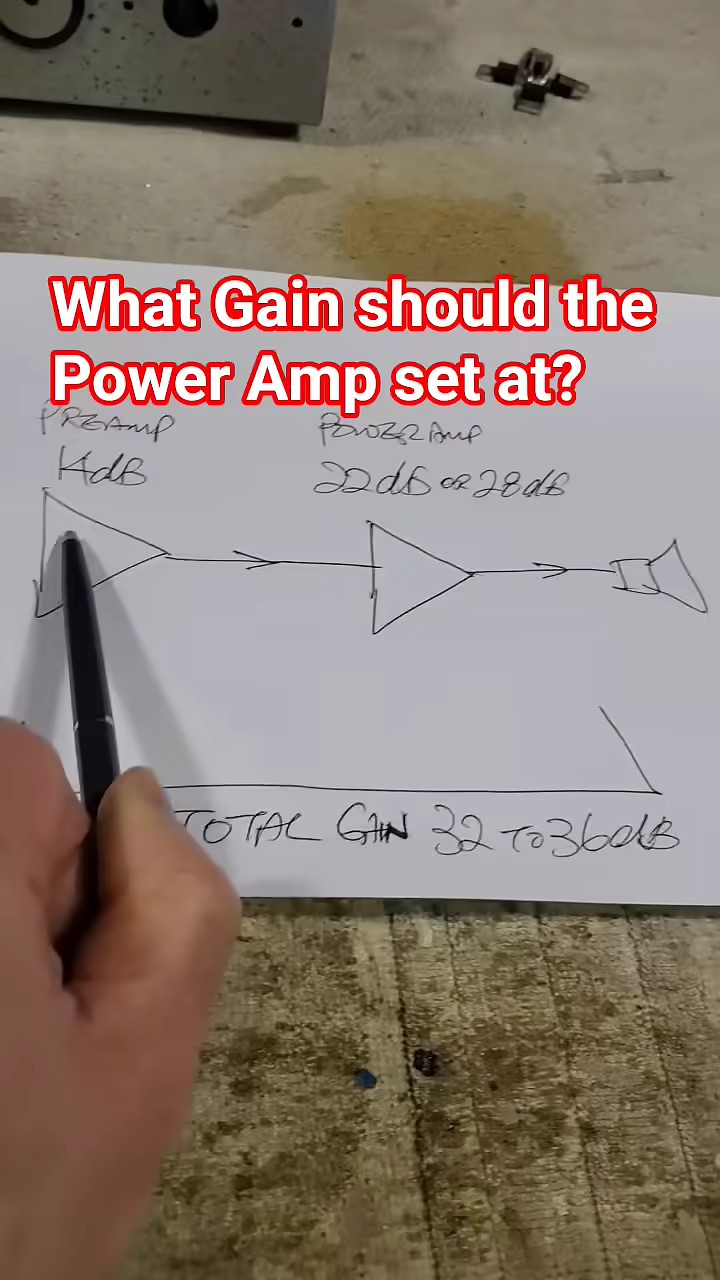 What Gain should the
Power Amp set at?
PREAMP
14dB
POWER AMP
22dB OR 28dB
TOTAL GAIN 32 TO 36dB